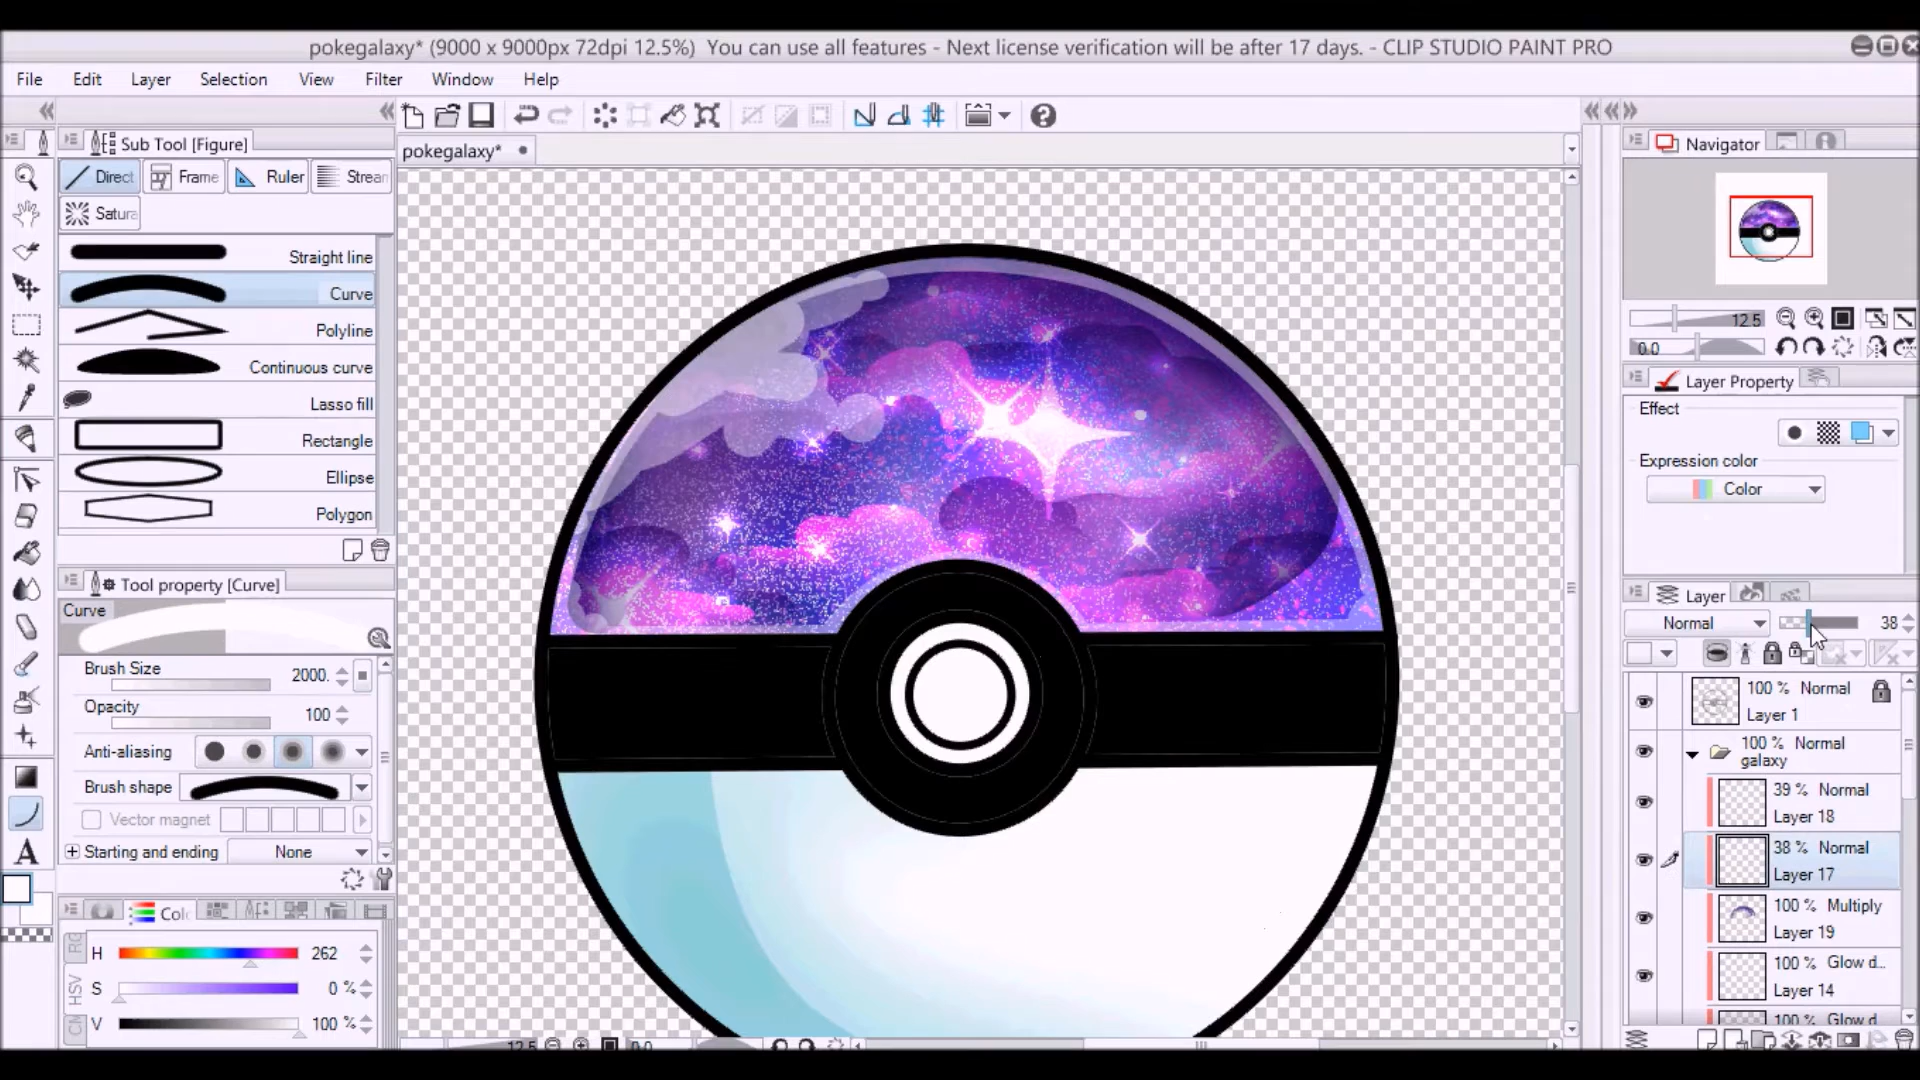 pokegalaxy* (9000 x 9000px 72dpi 12.5%) You can use all features - Next license verification will be after 17 days. - CLIP STUDIO PAINT PRO
File Edit Layer Selection View Filter Window Help
Sub Tool [Figure]
Direct Frame Ruler Strean
Satura
Straight line
Curve
Polyline
Continuous curve
Lasso fill
Rectangle
Ellipse
Polygon
Tool property [Curve]
Curve
Brush Size 2000.
Opacity 100
Anti-aliasing
Brush shape
Vector magnet
Starting and ending None
A
Colo
H 262
S 0 %
V 100 %
HSV
pokegalaxy*
12.5 0.0
Navigator
12.5
0.0
Layer Property
Effect
Expression color
Color
Layer
Normal 38
100 % Normal
Layer 1
100 % Normal
galaxy
39 % Normal
Layer 18
38 % Normal
Layer 17
100 % Multiply
Layer 19
100 % Glow d...
Layer 14
100 % Glow d